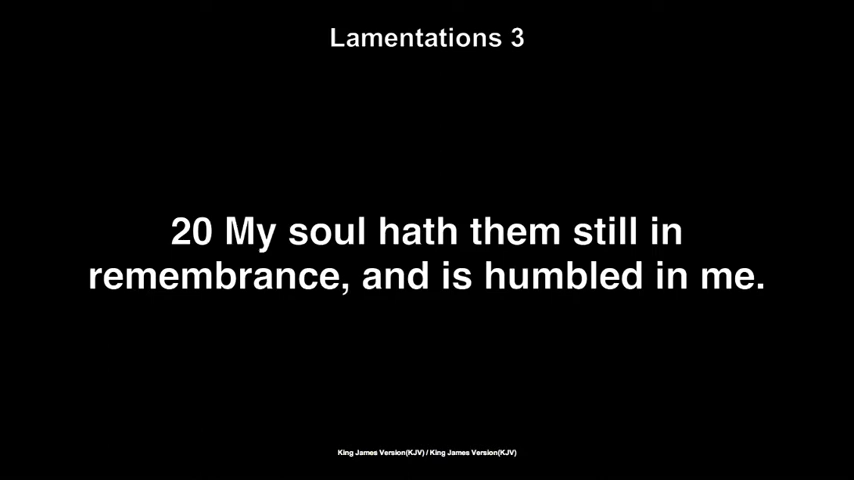 Lamentations 3
20 My soul hath them still in
remembrance, and is humbled in me.
King James Version(KJV) / King James Version(KJV)